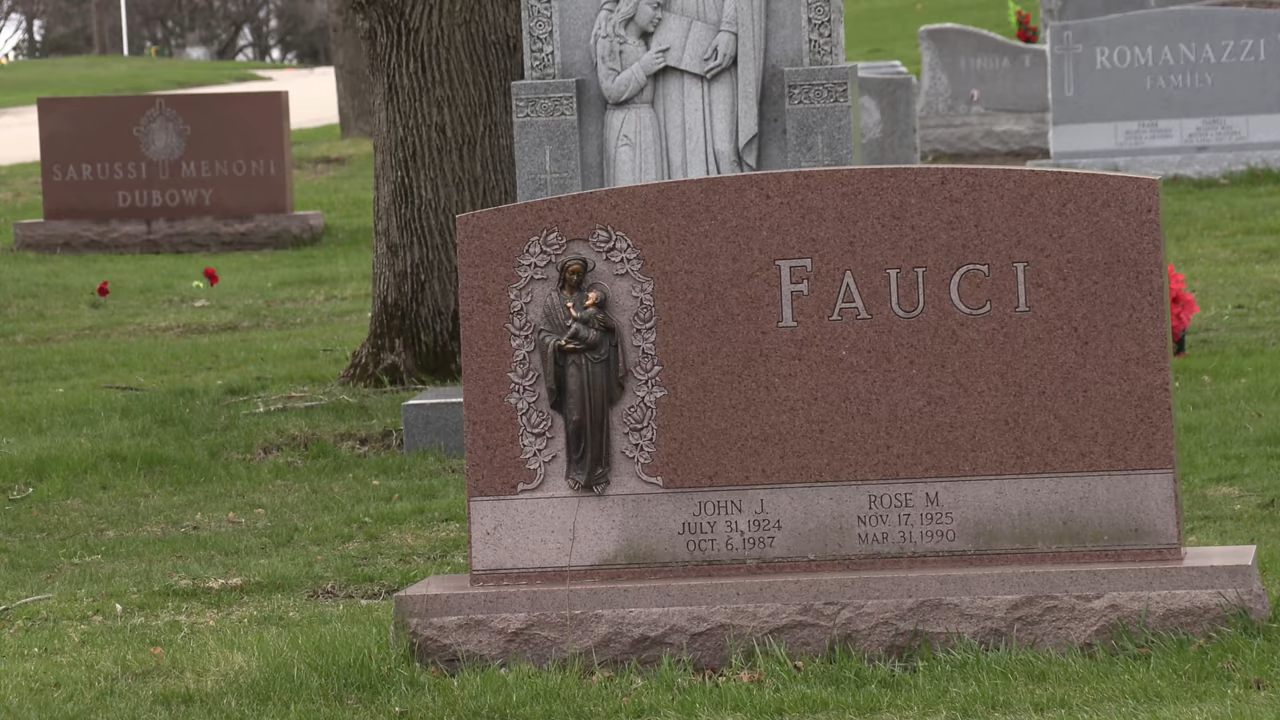 SARUSSI MENONI
DUBOWY
LINDA T
ROMANAZZI
FAMILY
FAUCI
JOHN J.
JULY 31, 1924
OCT. 6, 1987
ROSE M.
NOV. 17, 1925
MAR. 31, 1990